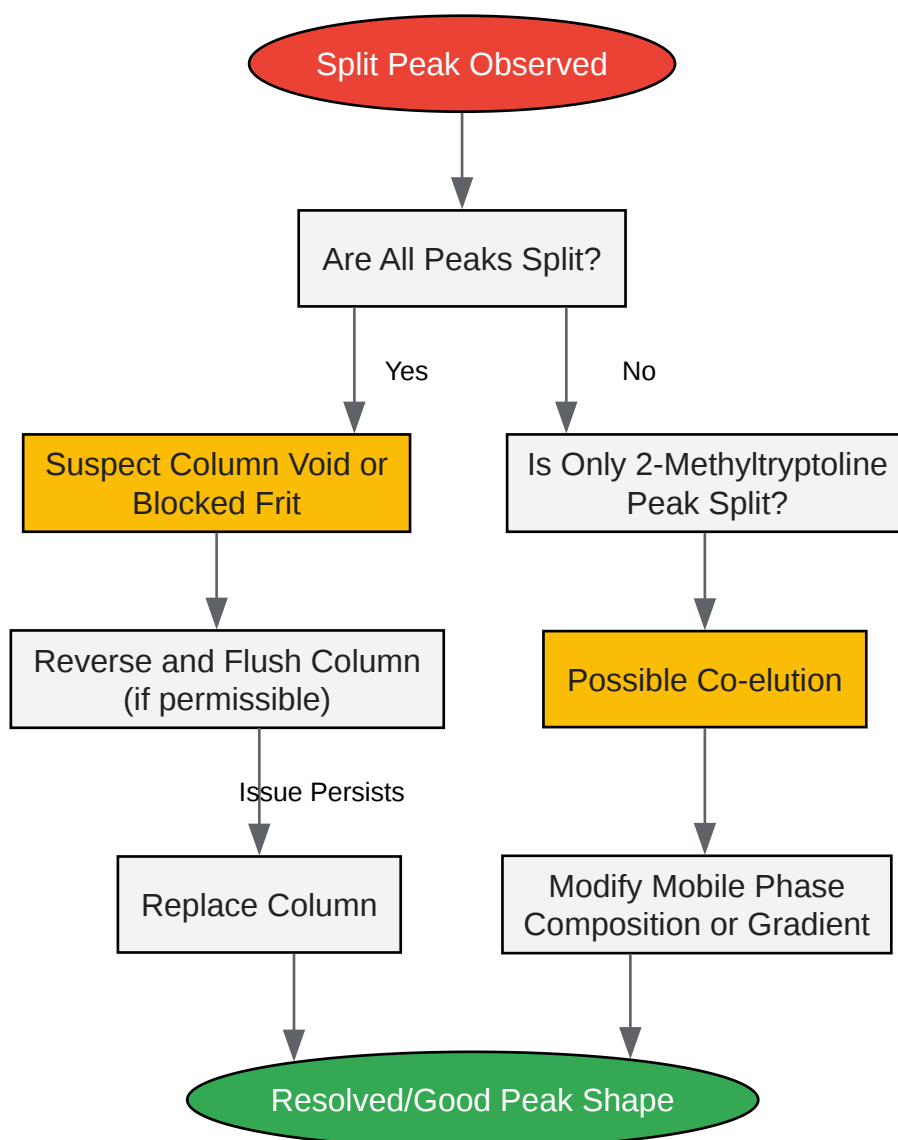 Split Peak Observed
Are All Peaks Split?
Yes
No
Suspect Column Void or
Blocked Frit
Is Only 2-Methyltryptoline
Peak Split?
Reverse and Flush Column
(if permissible)
Possible Co-elution
Issue Persists
Replace Column
Modify Mobile Phase
Composition or Gradient
Resolved/Good Peak Shape